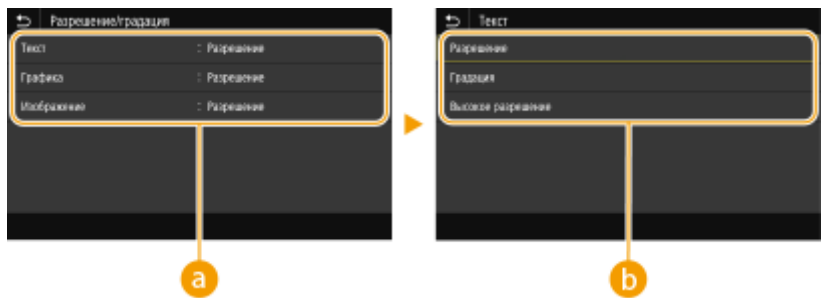 Разрешение/градация
Текст : Разрешение
Графика : Разрешение
Изображение : Разрешение
a
Текст
Разрешение
Градация
Высокое разрешение
b